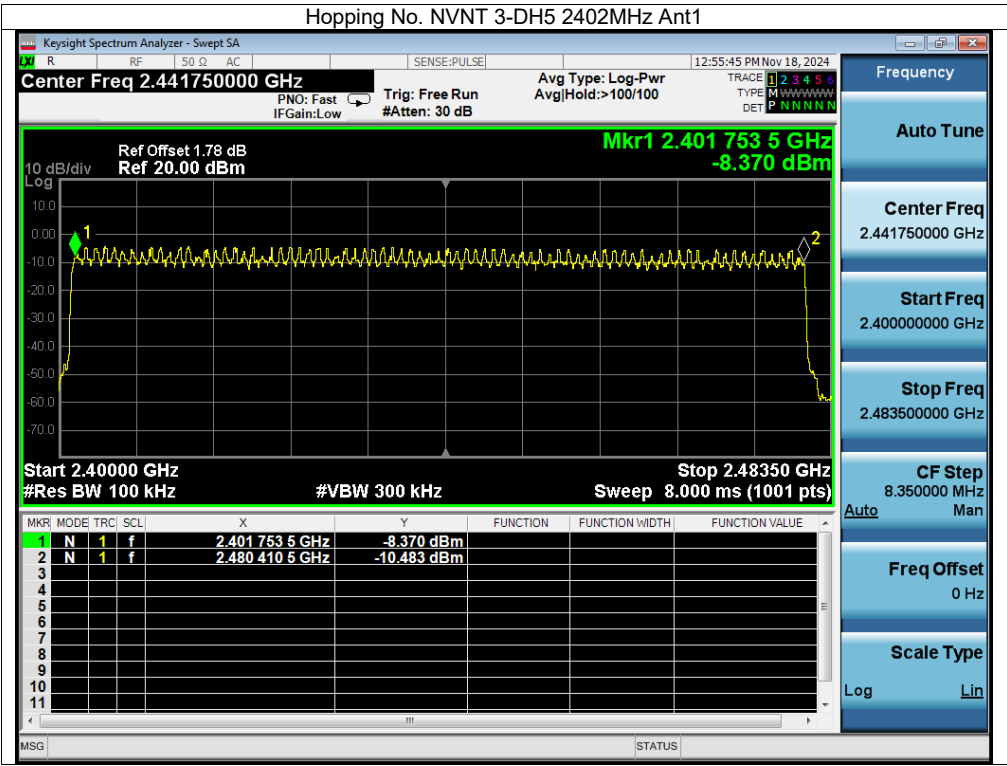 Hopping No. NVNT 3-DH5 2402MHz Ant1
Keysight Spectrum Analyzer - Swept SA
LXI R RF 50 Ω AC SENSE:PULSE 12:55:45 PM Nov 18, 2024
Center Freq 2.441750000 GHz
PNO: Fast
IFGain:Low
Trig: Free Run
#Atten: 30 dB
Avg Type: Log-Pwr
Avg|Hold:>100/100
TRACE 1 2 3 4 5 6
TYPE M WWWWW
DET P N N N N N
Mkr1 2.401 753 5 GHz
-8.370 dBm
Ref Offset 1.78 dB
10 dB/div Ref 20.00 dBm
Log
10.0
0.00
-10.0
-20.0
-30.0
-40.0
-50.0
-60.0
-70.0
1
2
Start 2.40000 GHz Stop 2.48350 GHz
#Res BW 100 kHz #VBW 300 kHz Sweep 8.000 ms (1001 pts)
MKR MODE TRC SCL X Y FUNCTION FUNCTION WIDTH FUNCTION VALUE
1 N 1 f 2.401 753 5 GHz -8.370 dBm
2 N 1 f 2.480 410 5 GHz -10.483 dBm
3
4
5
6
7
8
9
10
11
MSG STATUS
Frequency
Auto Tune
Center Freq
2.441750000 GHz
Start Freq
2.400000000 GHz
Stop Freq
2.483500000 GHz
CF Step
8.350000 MHz
Auto Man
Freq Offset
0 Hz
Scale Type
Log Lin